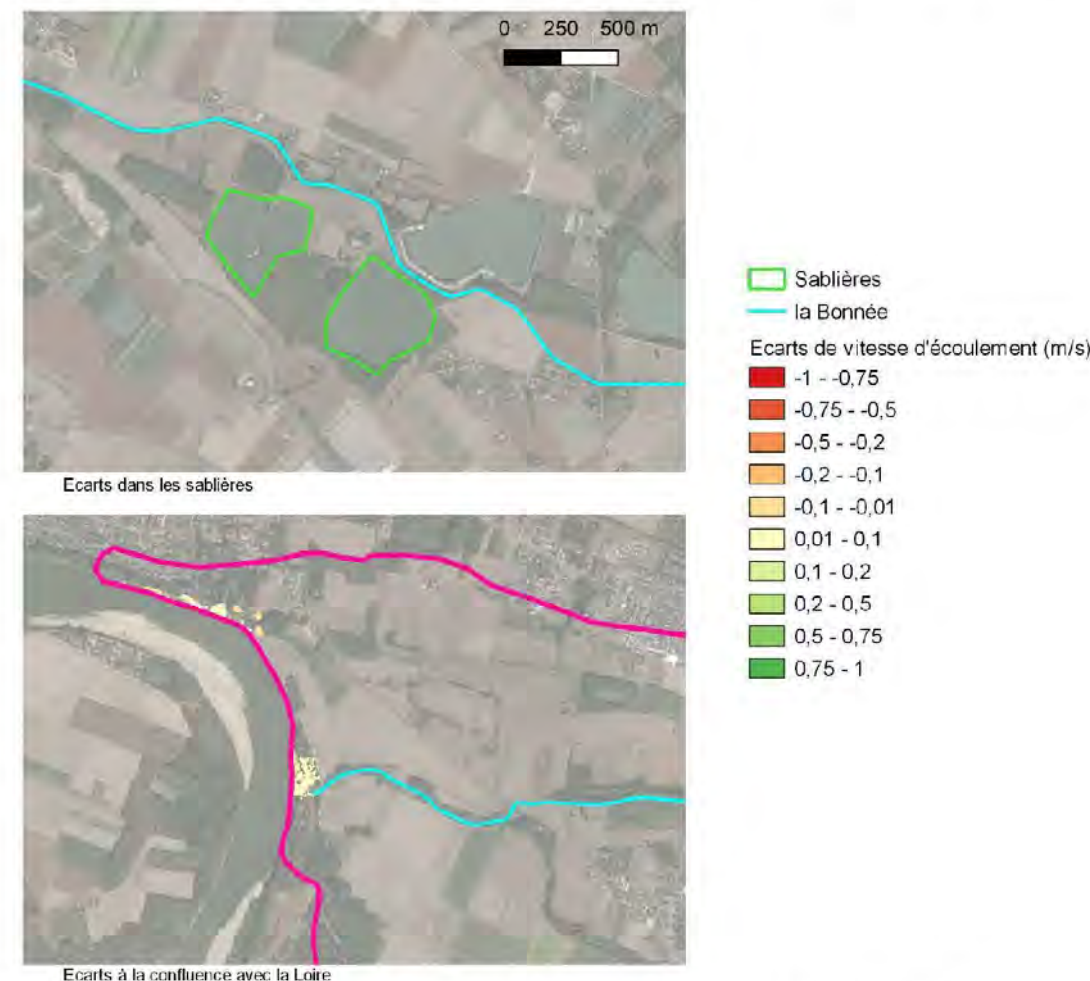 0 250 500 m
Ecarts dans les sablières
Sablières
la Bonnée
Ecarts de vitesse d'écoulement (m/s)
-1 - -0,75
-0,75 - -0,5
-0,5 - -0,2
-0,2 - -0,1
-0,1 - -0,01
0,01 - 0,1
0,1 - 0,2
0,2 - 0,5
0,5 - 0,75
0,75 - 1
Ecarts à la confluence avec la Loire